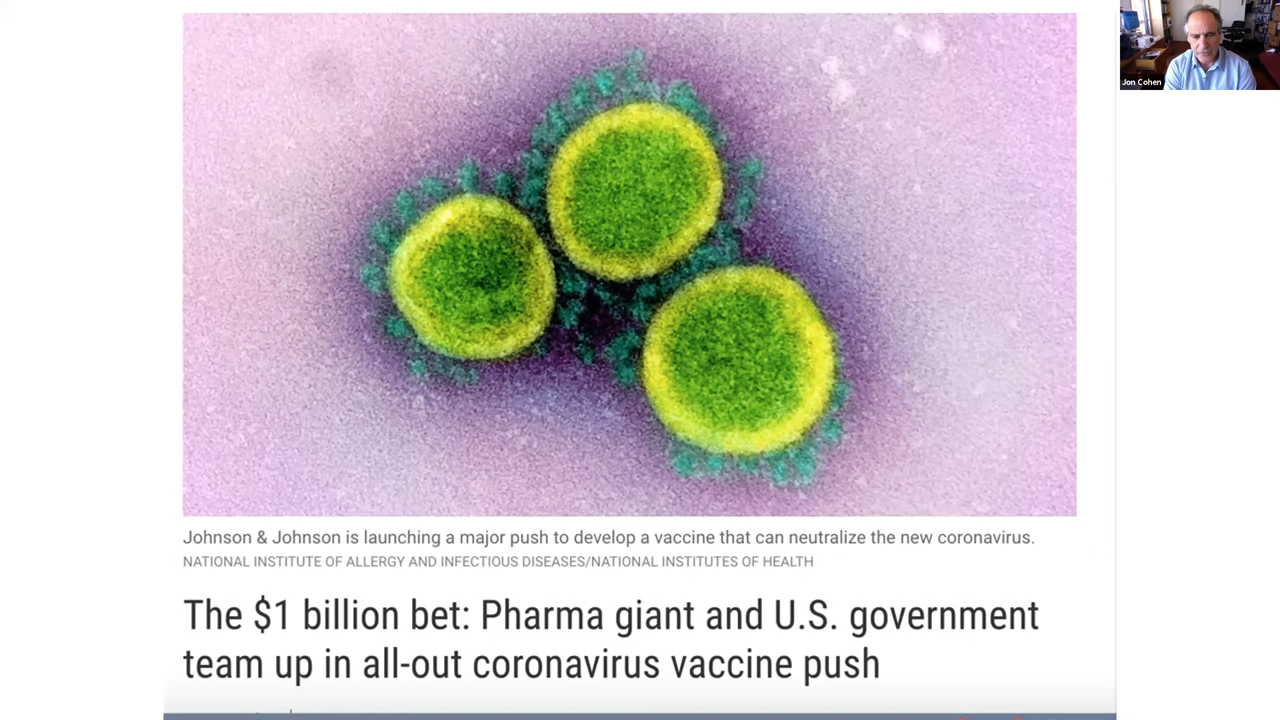 Jon Cohen
Johnson & Johnson is launching a major push to develop a vaccine that can neutralize the new coronavirus.
NATIONAL INSTITUTE OF ALLERGY AND INFECTIOUS DISEASES/NATIONAL INSTITUTES OF HEALTH
The $1 billion bet: Pharma giant and U.S. government
team up in all-out coronavirus vaccine push